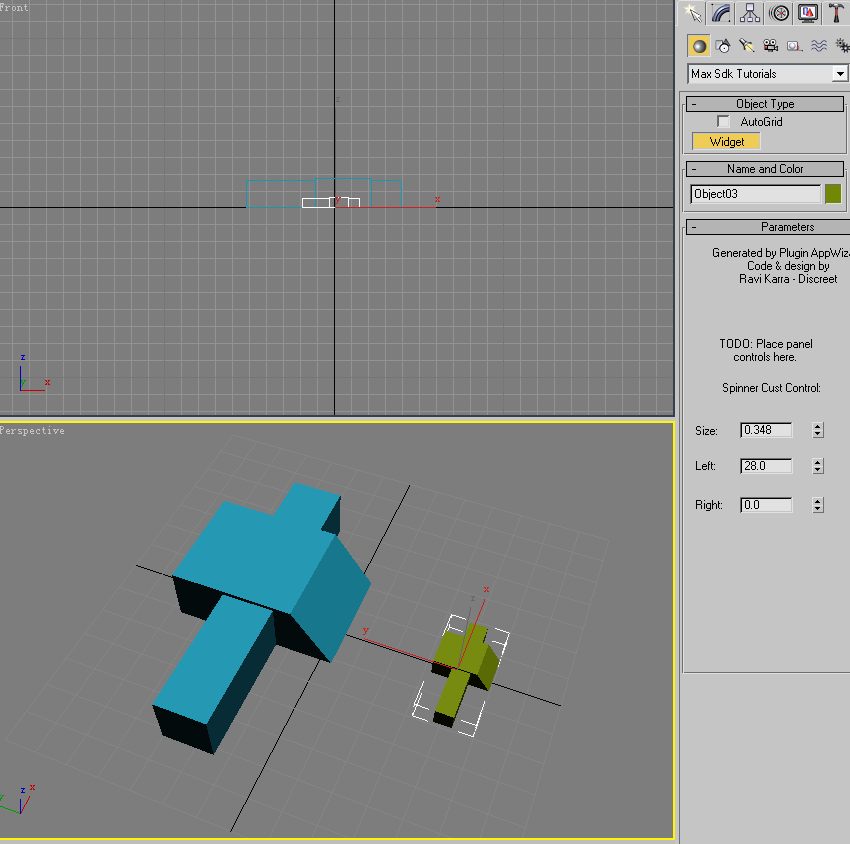 Front
z
y
x
z
y x
Perspective
x
z
y
z x
y
Max Sdk Tutorials
- Object Type
AutoGrid
Widget
- Name and Color
Object03
- Parameters
Generated by Plugin AppWiza
Code & design by
Ravi Karra - Discreet
TODO: Place panel
controls here.
Spinner Cust Control:
Size: 0.348
Left: 28.0
Right: 0.0